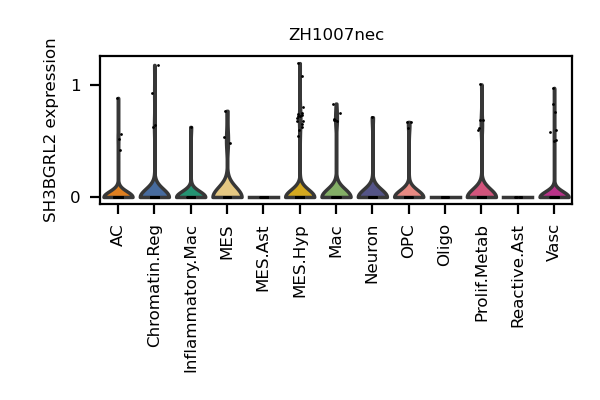 ZH1007nec
SH3BGRL2 expression
1
0
AC
Chromatin.Reg
Inflammatory.Mac
MES
MES.Ast
MES.Hyp
Mac
Neuron
OPC
Oligo
Prolif.Metab
Reactive.Ast
Vasc